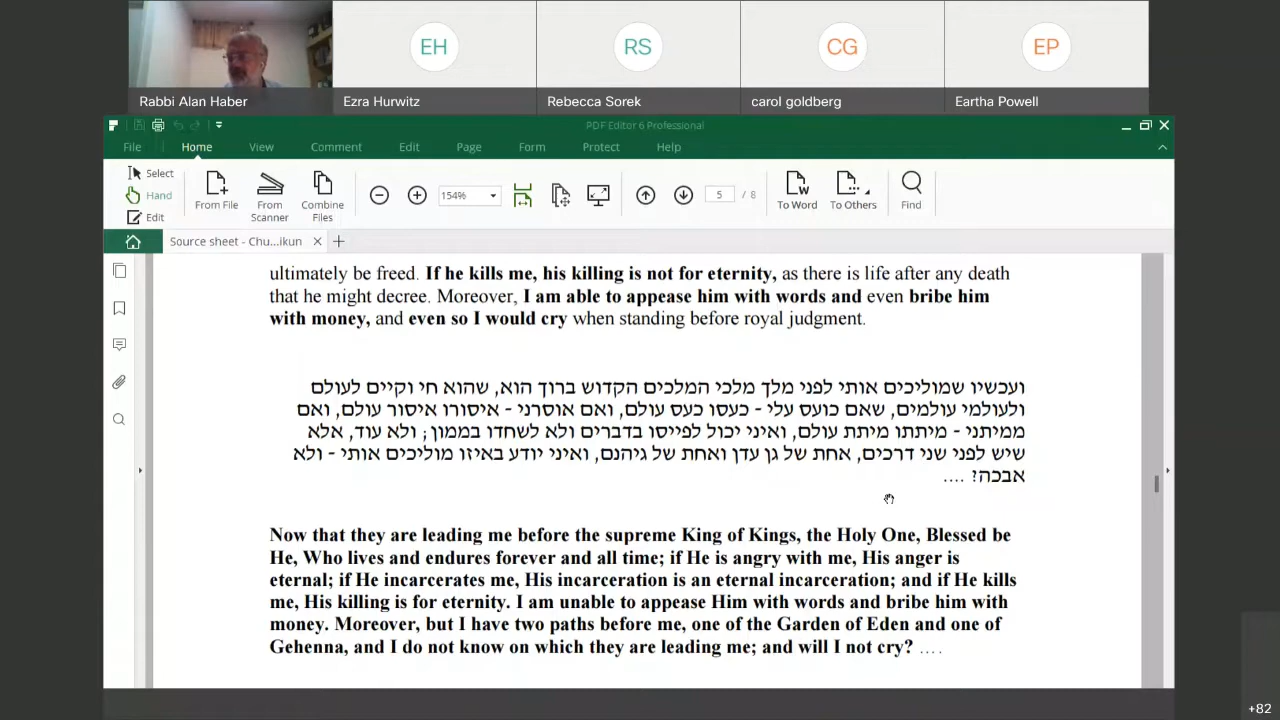 EH
RS
CG
EP
Rabbi Alan Haber
Ezra Hurwitz
Rebecca Sorek
carol goldberg
Eartha Powell
PDF Editor 6 Professional
File
Home
View
Comment
Edit
Page
Form
Protect
Help
Select
Hand
Edit
From File
From Scanner
Combine Files
154%
5 / 8
To Word
To Others
Find
Source sheet - Chu...ikun
ultimately be freed. If he kills me, his killing is not for eternity, as there is life after any death
that he might decree. Moreover, I am able to appease him with words and even bribe him
with money, and even so I would cry when standing before royal judgment.
ועכשיו שמוליכים אותי לפני מלך מלכי המלכים הקדוש ברוך הוא, שהוא חי וקיים לעולם
ולעולמי עולמים, שאם כועס עלי - כעסו כעס עולם, ואם אוסרני - איסורו איסור עולם, ואם
ממיתני - מיתתו מיתת עולם, ואיני יכול לפייסו בדברים ולא לשחדו בממון; ולא עוד, אלא
שיש לפני שני דרכים, אחת של גן עדן ואחת של גיהנם, ואיני יודע באיזו מוליכים אותי - ולא
אבכה? ....
Now that they are leading me before the supreme King of Kings, the Holy One, Blessed be
He, Who lives and endures forever and all time; if He is angry with me, His anger is
eternal; if He incarcerates me, His incarceration is an eternal incarceration; and if He kills
me, His killing is for eternity. I am unable to appease Him with words and bribe him with
money. Moreover, but I have two paths before me, one of the Garden of Eden and one of
Gehenna, and I do not know on which they are leading me; and will I not cry? ....
+82